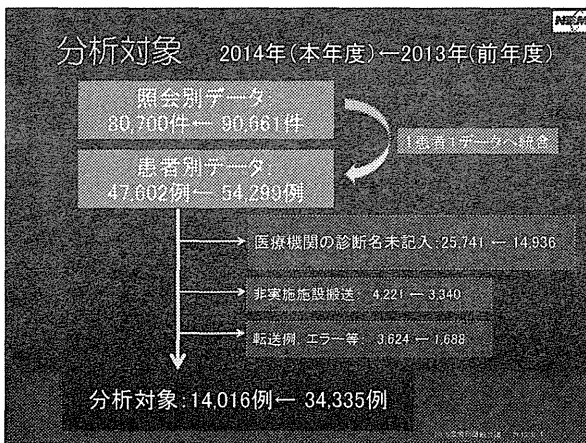 分析対象 2014年(本年度)←2013年(前年度)
照会別データ:
80,700件← 90,661件
1患者1データへ統合
患者別データ:
47,602例← 54,299例
医療機関の診断名未記入:25,741 ← 14,936
非実施施設搬送: 4,221 ← 3,340
転送例、エラー等: 3,624 ← 1,688
分析対象:14,016例← 34,335例